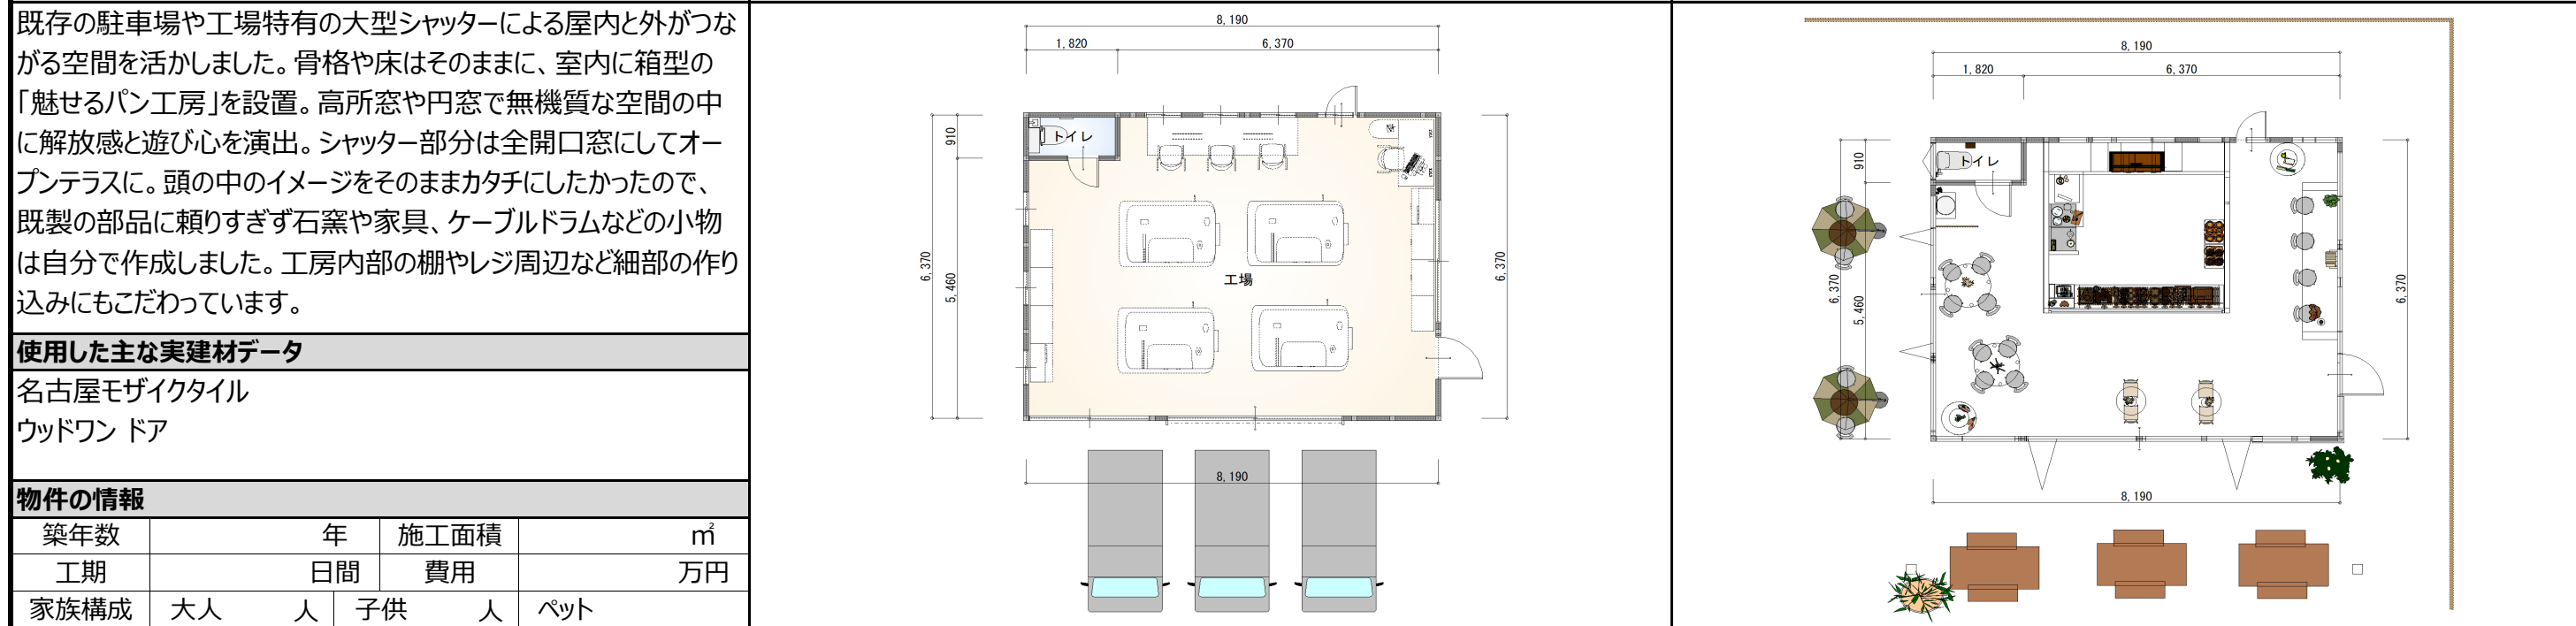 既存の駐車場や工場特有の大型シャッターによる屋内と外がつな
がる空間を活かしました。骨格や床はそのままに、室内に箱型の
「魅せるパン工房」を設置。高所窓や円窓で無機質な空間の中
に解放感と遊び心を演出。シャッター部分は全開口窓にしてオー
プンテラスに。頭の中のイメージをそのままカタチにしたかったので、
既製の部品に頼りすぎず石窯や家具、ケーブルドラムなどの小物
は自分で作成しました。工房内部の棚やレジ周辺など細部の作り
込みにもこだわっています。
使用した主な実建材データ
名古屋モザイクタイル
ウッドワン ドア
物件の情報
築年数 年 施工面積 ㎡
工期 日間 費用 万円
家族構成 大人 人 子供 人 ペット
8,190
1,820 6,370
910
トイレ
6,370
5,460
工場
6,370
8,190
8,190
1,820 6,370
910
トイレ
6,370
5,460
6,370
8,190